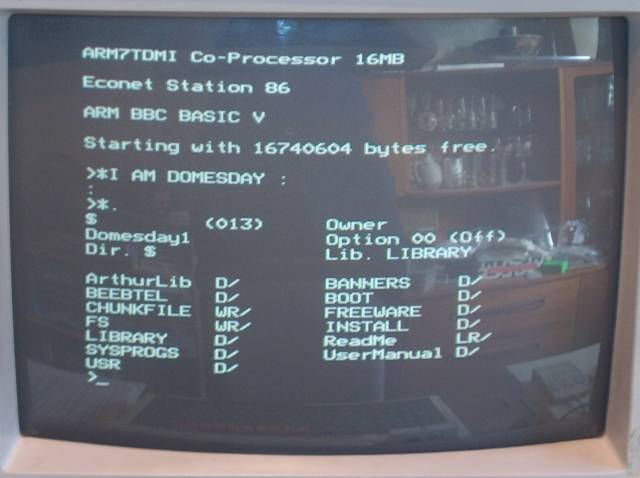 ARM7TDMI Co-Processor 16MB
Econet Station 86
ARM BBC BASIC V
Starting with 16740604 bytes free.
>*I AM DOMESDAY :
:
>*.
$ (013) Owner
Domesday1 Option 00 (Off)
Dir. $ Lib. LIBRARY
ArthurLib D/ BANNERS D/
BEEBTEL D/ BOOT D/
CHUNKFILE WR/ FREEWARE D/
FS WR/ INSTALL D/
LIBRARY D/ ReadMe LR/
SYSPROGS D/ UserManual D/
USR D/
>_